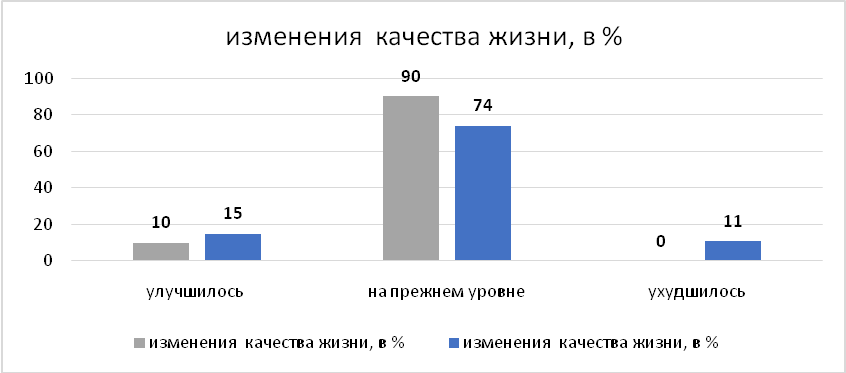 изменения качества жизни, в %
100
80
60
40
20
0
10
15
90
74
0
11
улучшилось
на прежнем уровне
ухудшилось
изменения качества жизни, в %
изменения качества жизни, в %